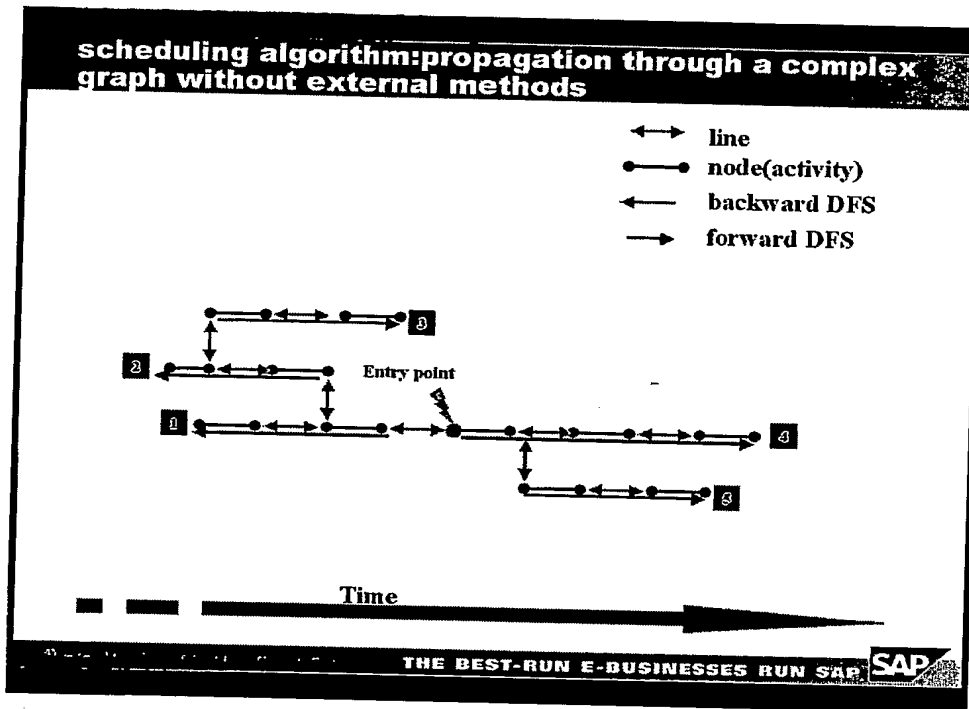 scheduling algorithm:propagation through a complex
graph without external methods
line
node(activity)
backward DFS
forward DFS
3
2
Entry point
1
4
5
Time
THE BEST-RUN E-BUSINESSES RUN SAP
SAP